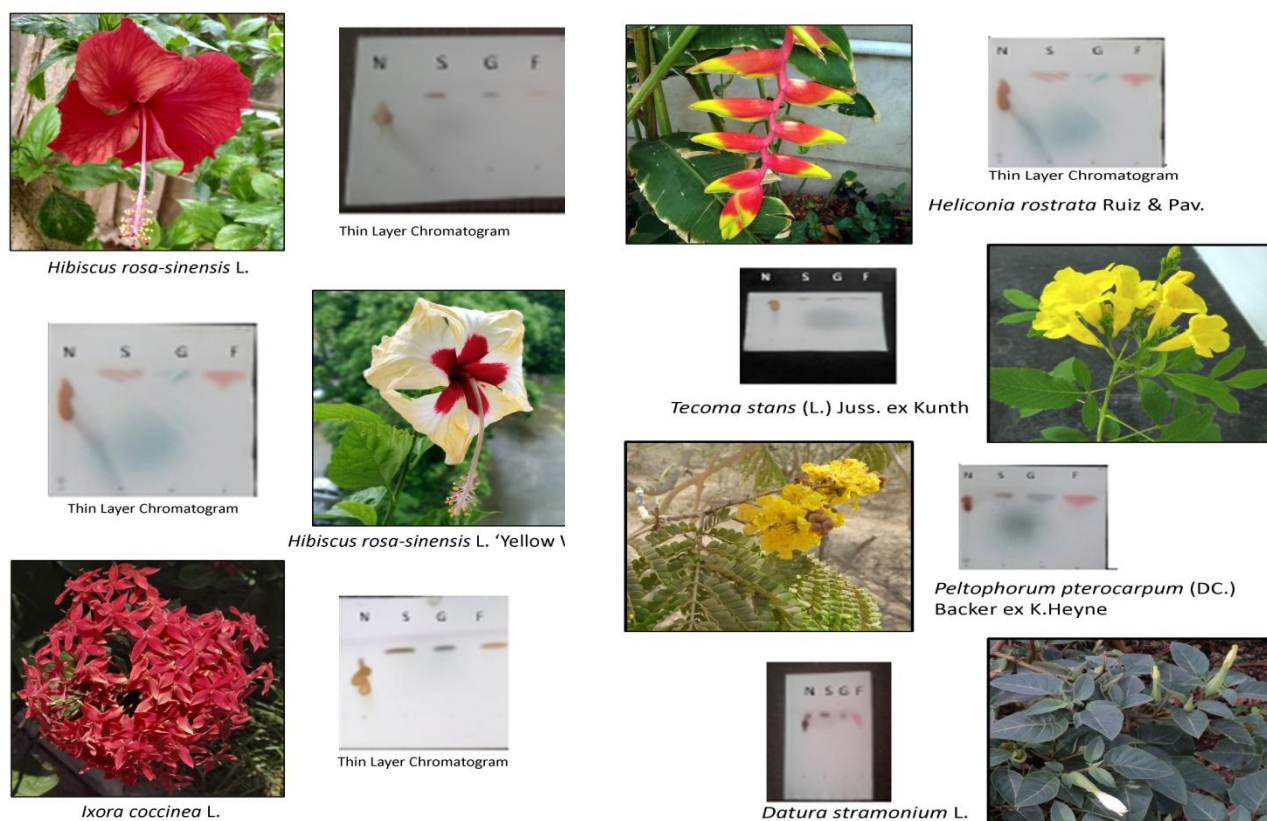 N S G F
Thin Layer Chromatogram
Hibiscus rosa-sinensis L.
N S G F
Thin Layer Chromatogram
Hibiscus rosa-sinensis L. ‘Yellow
N S G F
Thin Layer Chromatogram
Ixora coccinea L.
N S G F
Thin Layer Chromatogram
Heliconia rostrata Ruiz & Pav.
N S G F
Tecoma stans (L.) Juss. ex Kunth
N S G F
Peltophorum pterocarpum (DC.)
Backer ex K.Heyne
N S G F
Datura stramonium L.